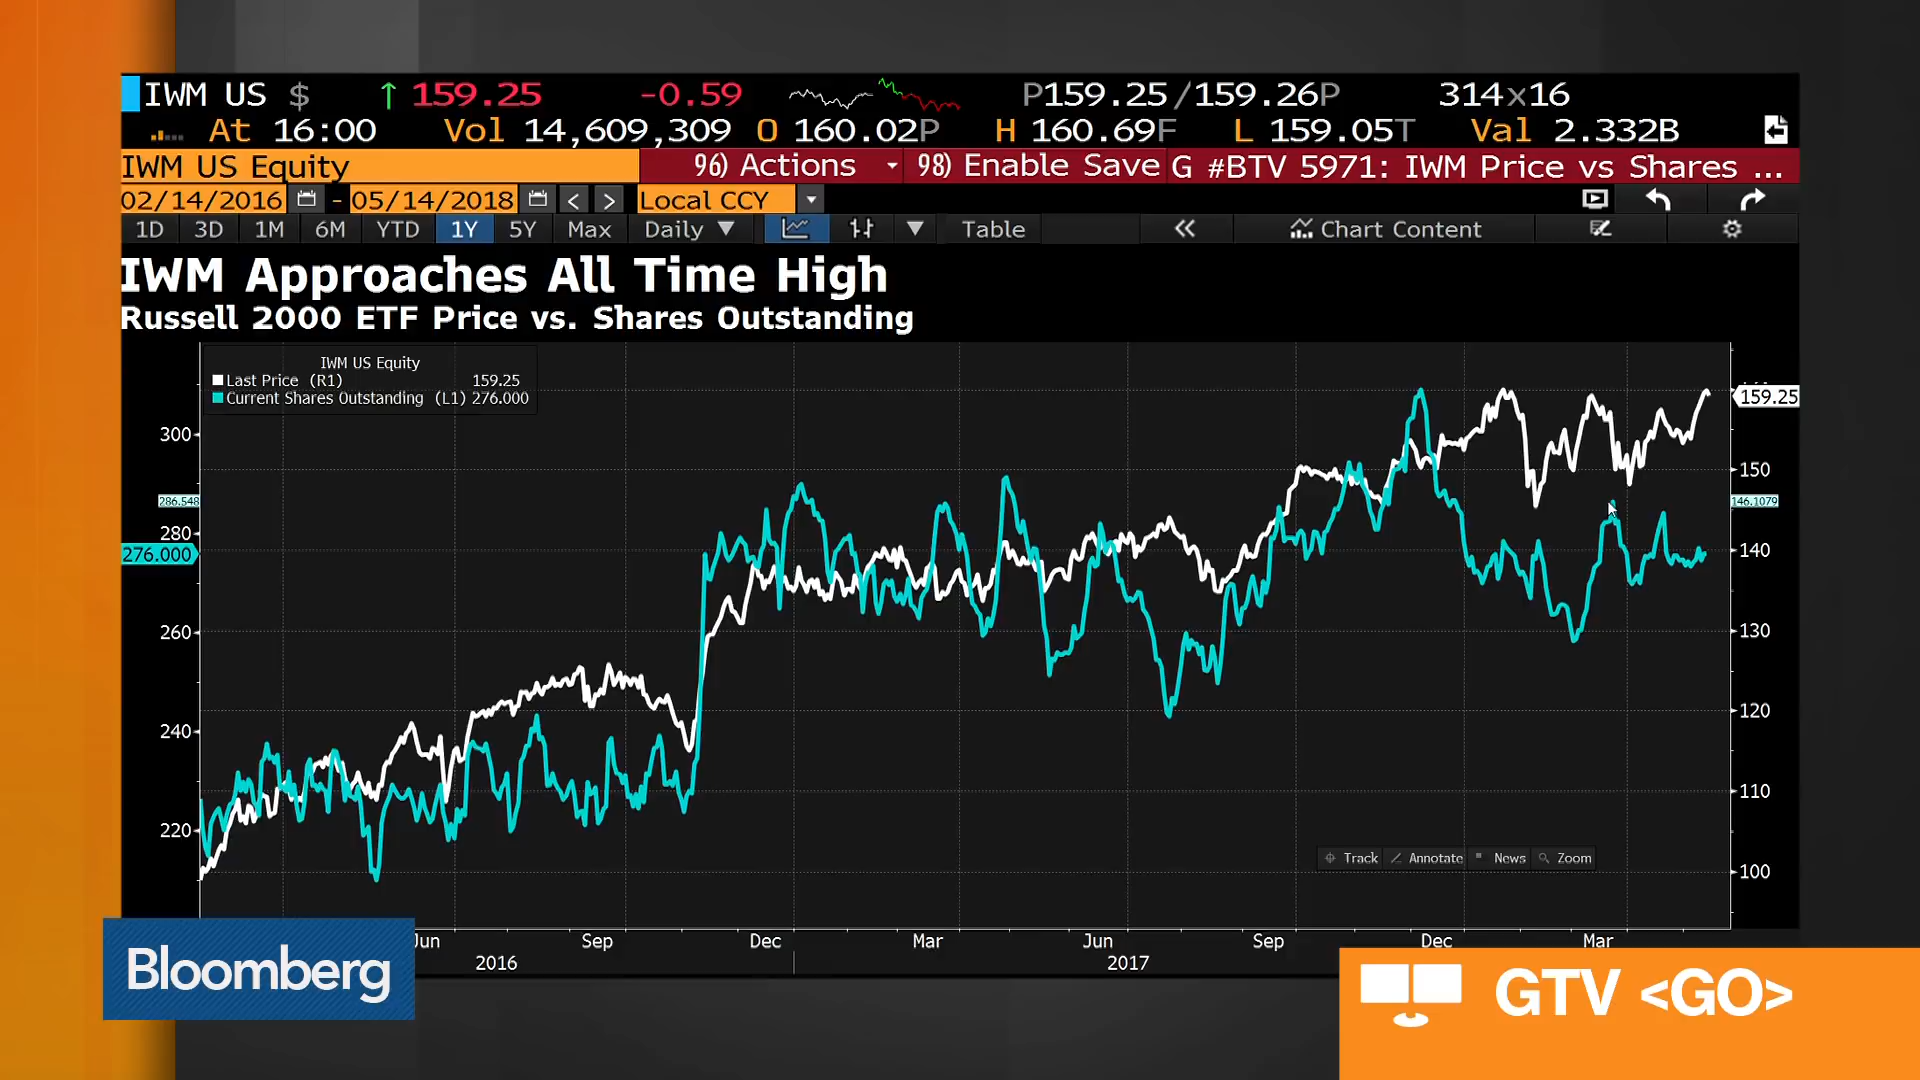 IWM US $ ↑ 159.25 -0.59 P159.25 /159.26P 314x16
At 16:00 Vol 14,609,309 O 160.02P H 160.69F L 159.05T Val 2.332B
IWM US Equity 96) Actions 98) Enable Save G #BTV 5971: IWM Price vs Shares ...
02/14/2016 - 05/14/2018 < > Local CCY
1D 3D 1M 6M YTD 1Y 5Y Max Daily ▼ Table « Chart Content
IWM Approaches All Time High
Russell 2000 ETF Price vs. Shares Outstanding
IWM US Equity
Last Price (R1) 159.25
Current Shares Outstanding (L1) 276.000
159.25
300
150
286.548
146.1079
280
276.000
140
260
130
240
120
220
110
100
Track Annotate News Zoom
Jun Sep Dec Mar Jun Sep Dec Mar
2016 2017
Bloomberg
GTV <GO>